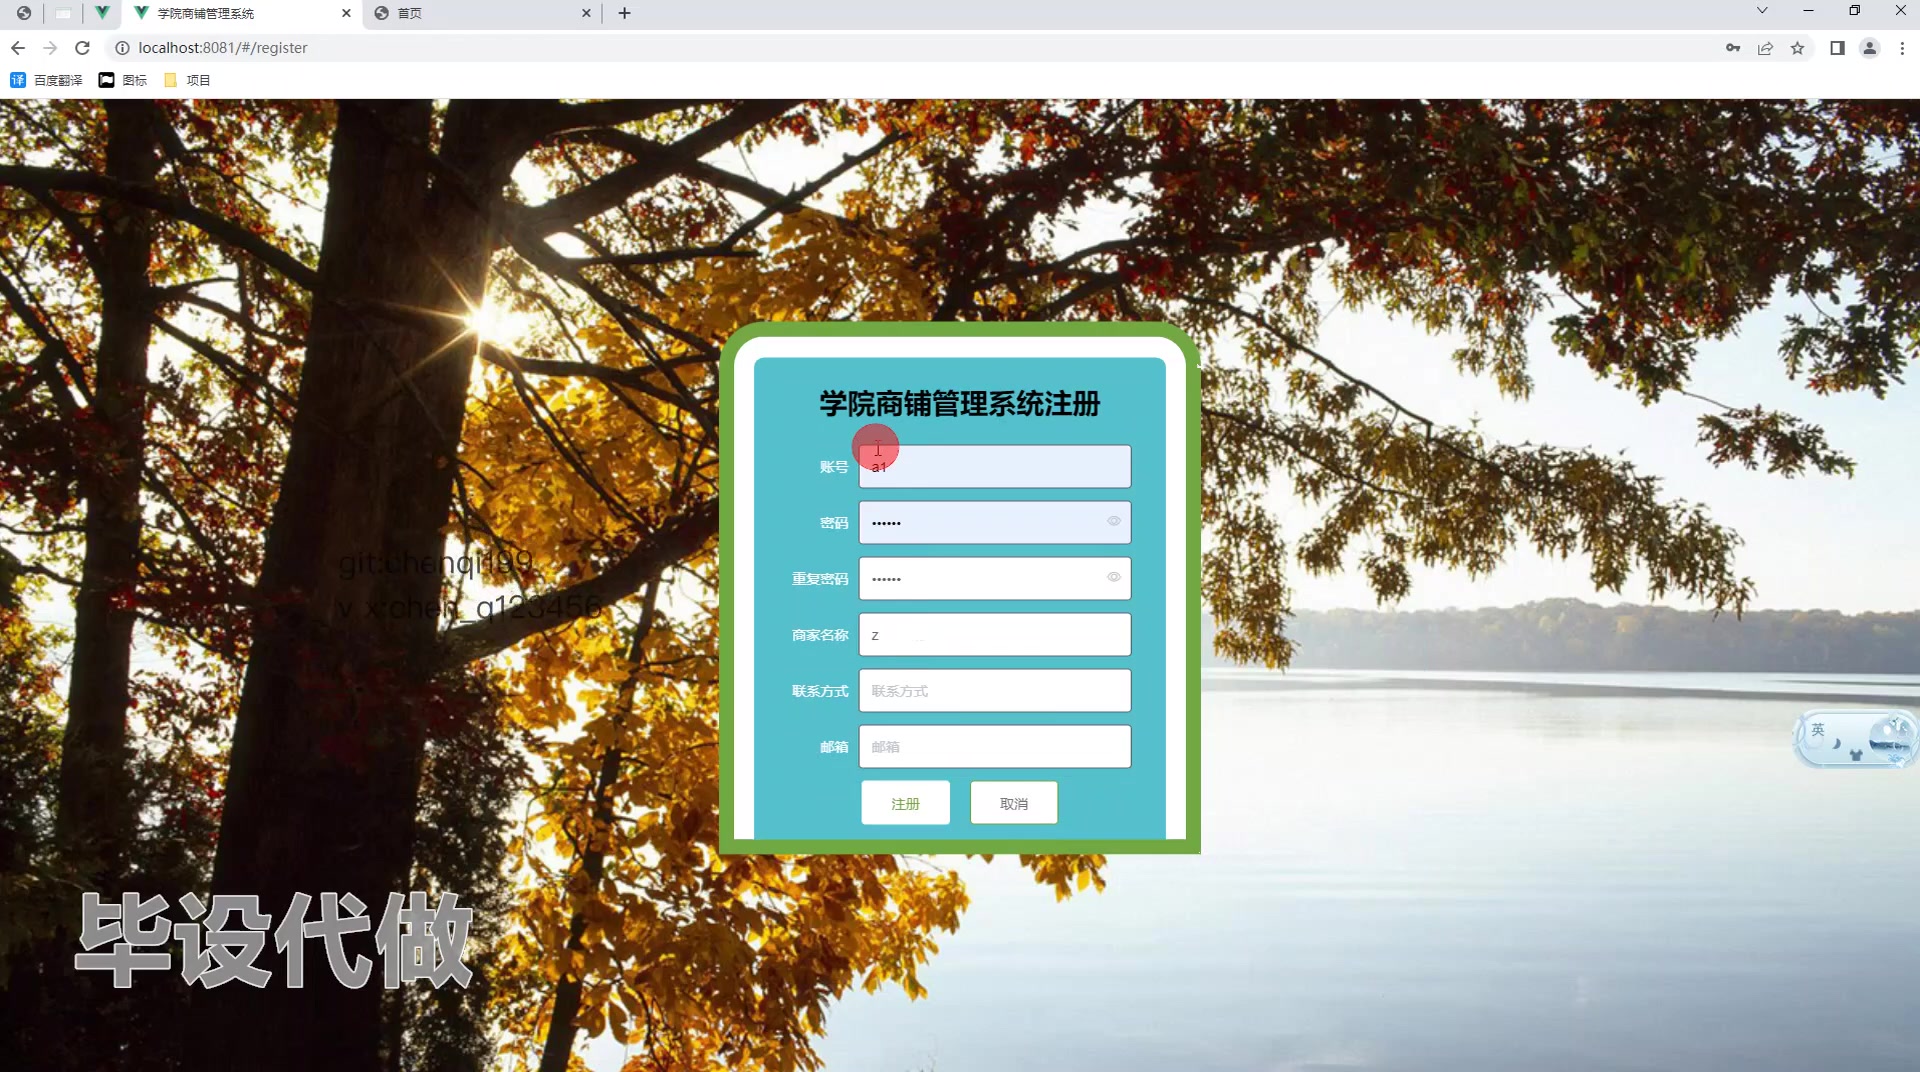 学院商铺管理系统
首页
localhost:8081/#/register
百度翻译
图标
项目
学院商铺管理系统注册
账号
a1
密码
••••••
重复密码
••••••
商家名称
z
联系方式
联系方式
邮箱
邮箱
注册
取消
git:chenqi199
v_x:chen_q123456
英
毕设代做